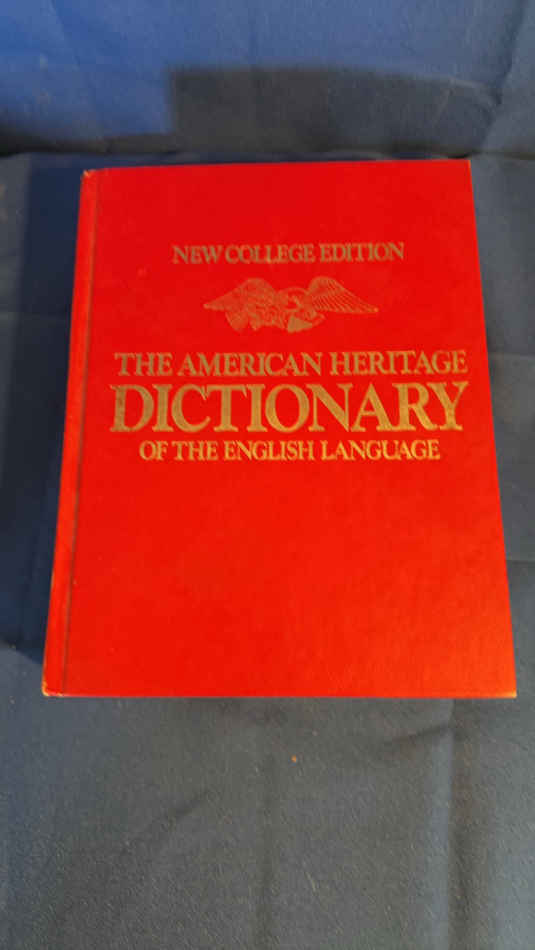 NEW COLLEGE EDITION
THE AMERICAN HERITAGE
DICTIONARY
OF THE ENGLISH LANGUAGE